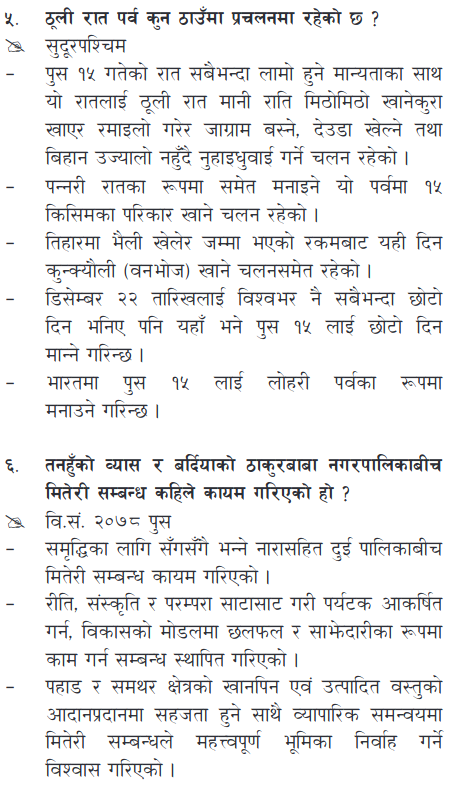 ५. ठूली रात पर्व कुन ठाउँमा प्रचलनमा रहेको छ ?
सुदूरपश्चिम
– पुस १५ गतेको रात सबैभन्दा लामो हुने मान्यताका साथ
यो रातलाई ठूली रात मानी राति मिठोमिठो खानेकुरा
खाएर रमाइलो गरेर जाग्राम बस्ने, देउडा खेल्ने तथा
बिहान उज्यालो नहुँदै नुहाइधुवाई गर्ने चलन रहेको ।
– पन्नरी रातका रूपमा समेत मनाइने यो पर्वमा १५
किसिमका परिकार खाने चलन रहेको ।
– तिहारमा भैली खेलेर जम्मा भएको रकमबाट यही दिन
कुन्क्यौली (वनभोज) खाने चलनसमेत रहेको ।
– डिसेम्बर २२ तारिखलाई विश्वभर नै सबैभन्दा छोटो
दिन भनिए पनि यहाँ भने पुस १५ लाई छोटो दिन
मान्ने गरिन्छ ।
– भारतमा पुस १५ लाई लोहरी पर्वका रूपमा
मनाउने गरिन्छ ।
६. तनहुँको व्यास र बर्दियाको ठाकुरबाबा नगरपालिकाबीच
मितेरी सम्बन्ध कहिले कायम गरिएको हो ?
वि.सं. २०७८ पुस
– समृद्धिका लागि सँगसँगै भन्ने नारासहित दुई पालिकाबीच
मितेरी सम्बन्ध कायम गरिएको ।
– रीति, संस्कृति र परम्परा साटासाट गरी पर्यटक आकर्षित
गर्न, विकासको मोडलमा छलफल र साझेदारीका रूपमा
काम गर्न सम्बन्ध स्थापित गरिएको ।
– पहाड र समथर क्षेत्रको खानपिन एवं उत्पादित वस्तुको
आदानप्रदानमा सहजता हुने साथै व्यापारिक समन्वयमा
मितेरी सम्बन्धले महत्त्वपूर्ण भूमिका निर्वाह गर्ने
विश्वास गरिएको ।